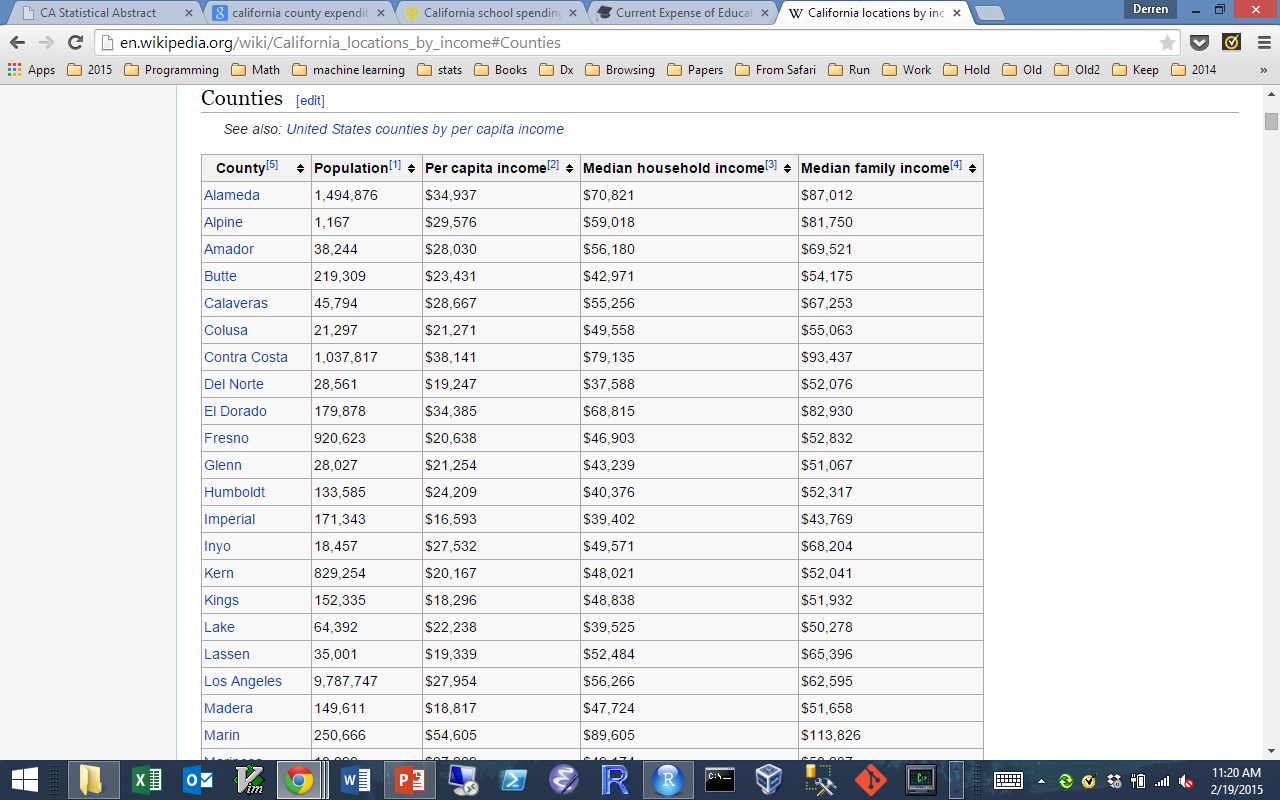 CA Statistical Abstract
california county expendit
California school spending
Current Expense of Educat
California locations by inc
Derren
en.wikipedia.org/wiki/California_locations_by_income#Counties
Apps 2015 Programming Math machine learning stats Books Dx Browsing Papers From Safari Run Work Hold Old Old2 Keep 2014 »
Counties [edit]
See also: United States counties by per capita income
County[5] Population[1] Per capita income[2] Median household income[3] Median family income[4]
Alameda 1,494,876 $34,937 $70,821 $87,012
Alpine 1,167 $29,576 $59,018 $81,750
Amador 38,244 $28,030 $56,180 $69,521
Butte 219,309 $23,431 $42,971 $54,175
Calaveras 45,794 $28,667 $55,256 $67,253
Colusa 21,297 $21,271 $49,558 $55,063
Contra Costa 1,037,817 $38,141 $79,135 $93,437
Del Norte 28,561 $19,247 $37,588 $52,076
El Dorado 179,878 $34,385 $68,815 $82,930
Fresno 920,623 $20,638 $46,903 $52,832
Glenn 28,027 $21,254 $43,239 $51,067
Humboldt 133,585 $24,209 $40,376 $52,317
Imperial 171,343 $16,593 $39,402 $43,769
Inyo 18,457 $27,532 $49,571 $68,204
Kern 829,254 $20,167 $48,021 $52,041
Kings 152,335 $18,296 $48,838 $51,932
Lake 64,392 $22,238 $39,525 $50,278
Lassen 35,001 $19,339 $52,484 $65,396
Los Angeles 9,787,747 $27,954 $56,266 $62,595
Madera 149,611 $18,817 $47,724 $51,658
Marin 250,666 $54,605 $89,605 $113,826
11:20 AM
2/19/2015